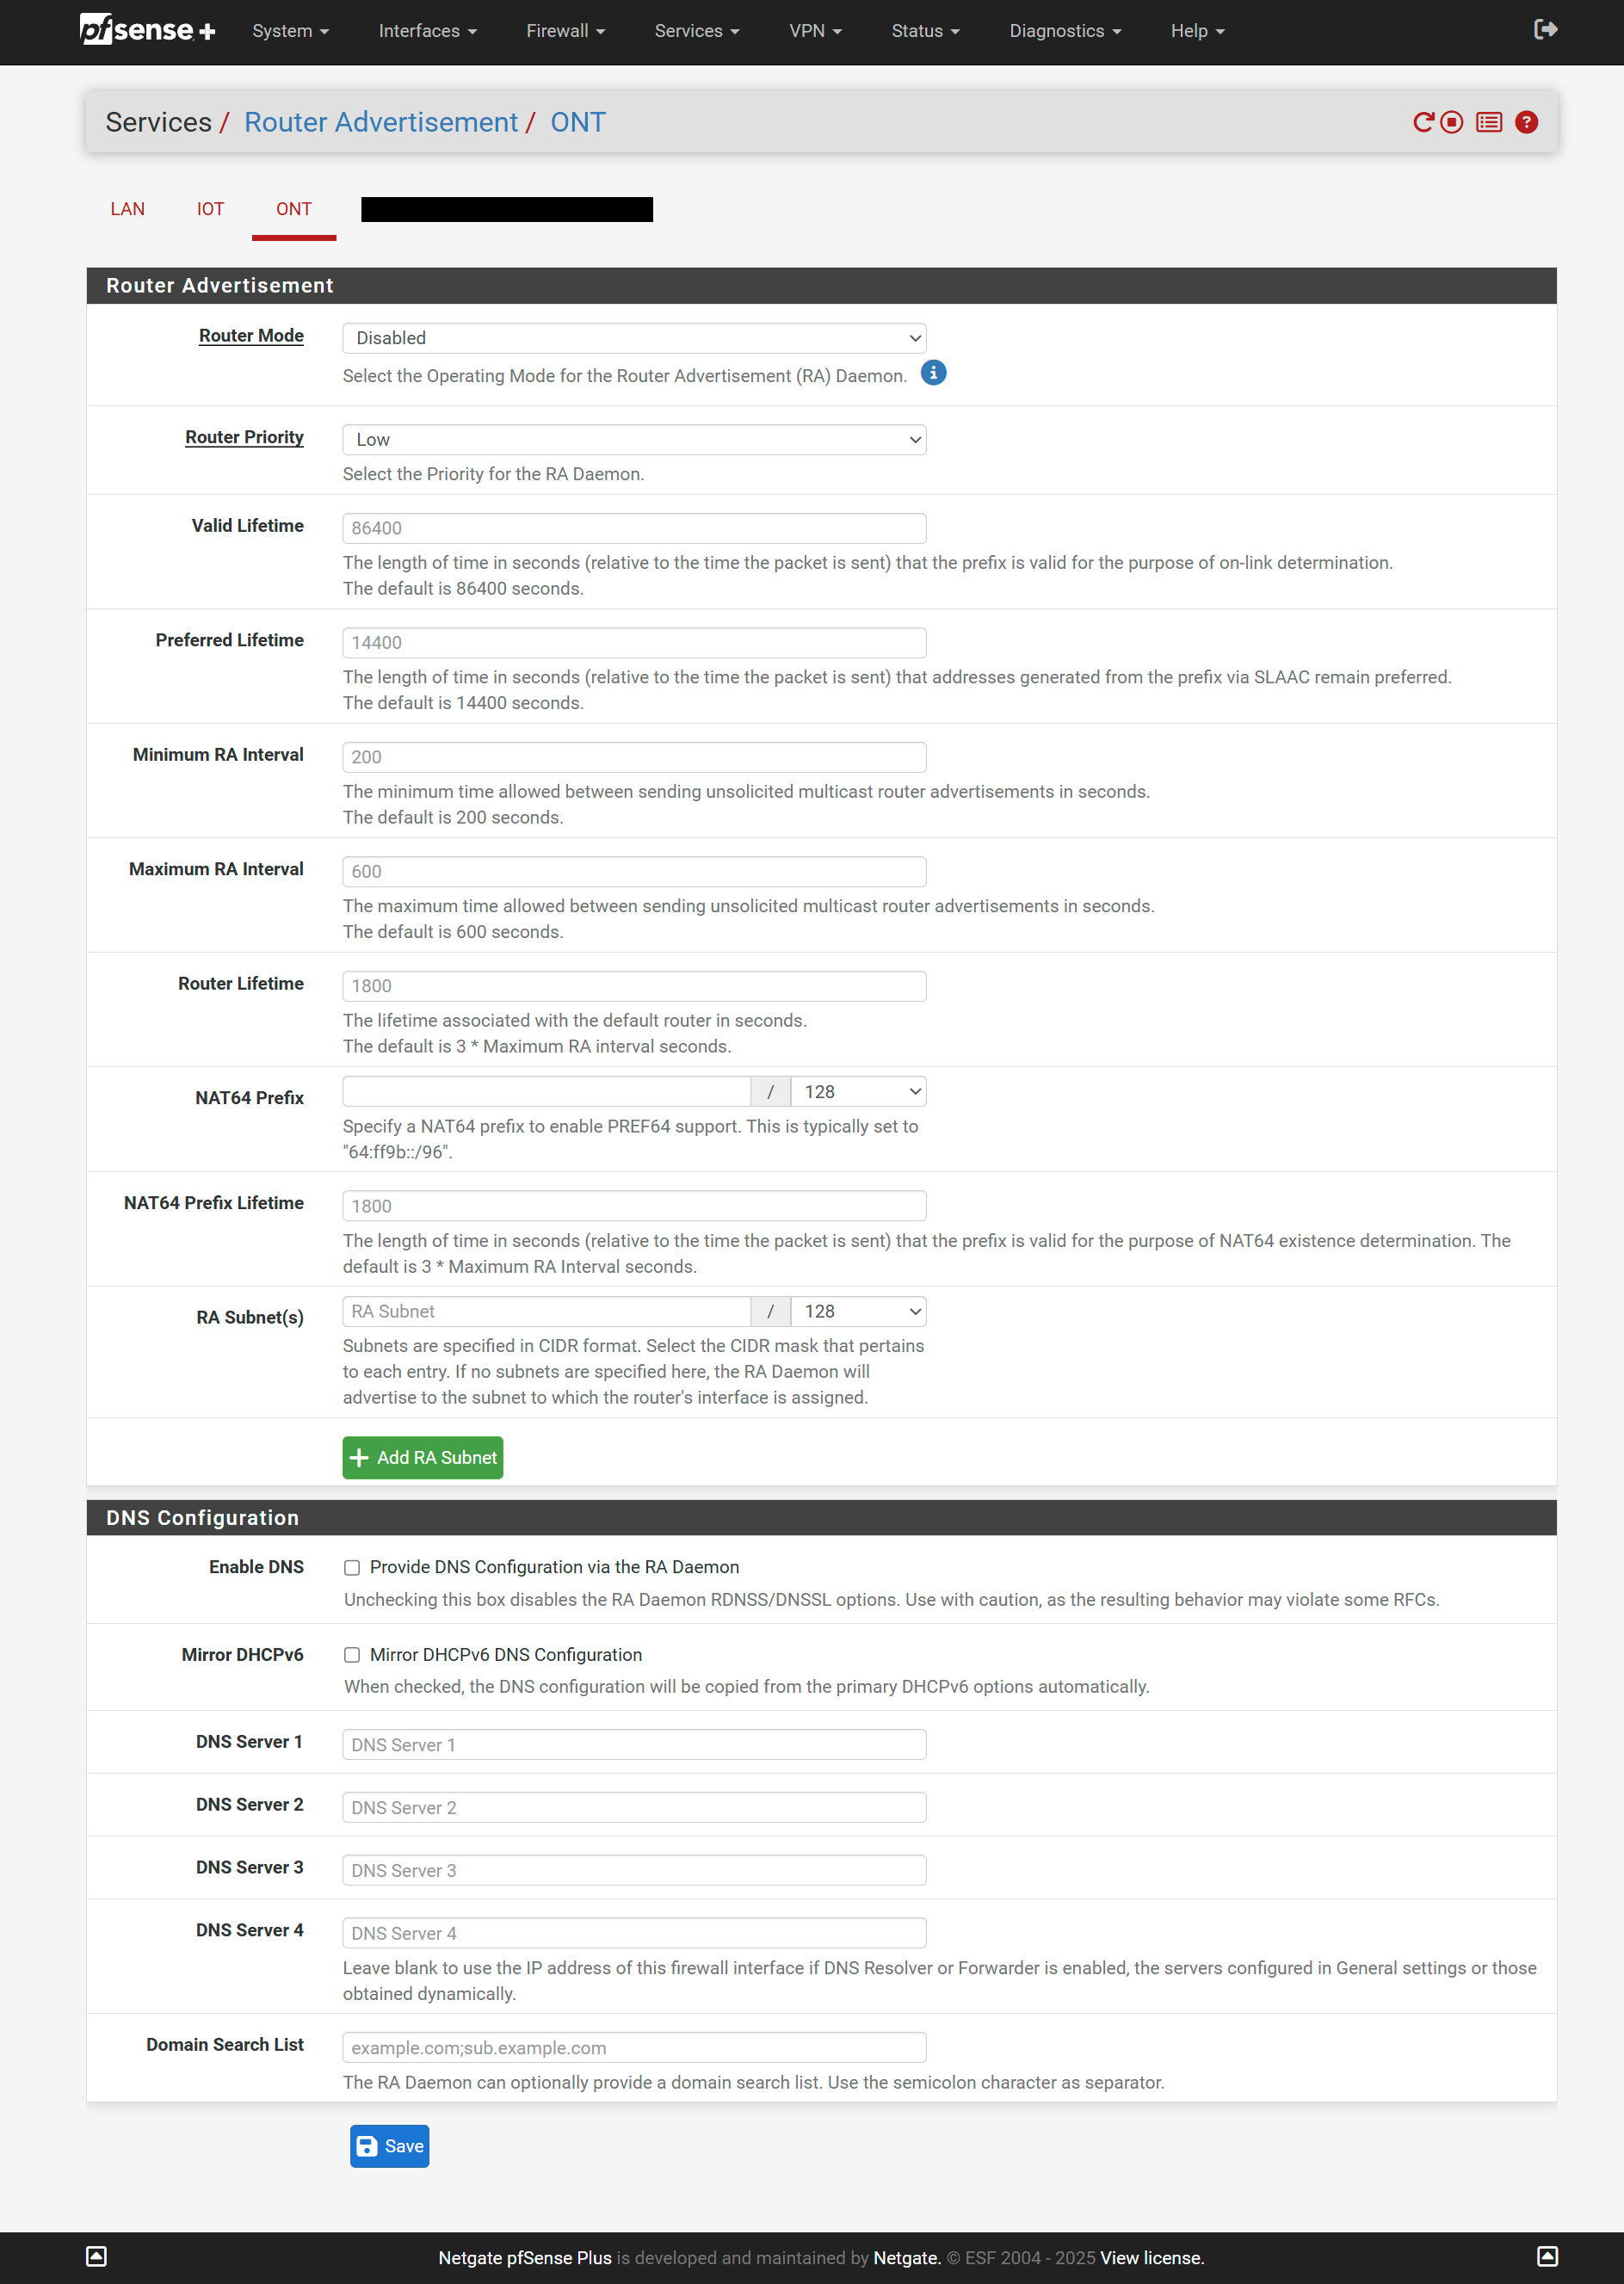 pfsense+ System Interfaces Firewall Services VPN Status Diagnostics Help
Services / Router Advertisement / ONT
LAN IOT ONT
Router Advertisement
Router Mode Disabled
Select the Operating Mode for the Router Advertisement (RA) Daemon.
Router Priority Low
Select the Priority for the RA Daemon.
Valid Lifetime 86400
The length of time in seconds (relative to the time the packet is sent) that the prefix is valid for the purpose of on-link determination.
The default is 86400 seconds.
Preferred Lifetime 14400
The length of time in seconds (relative to the time the packet is sent) that addresses generated from the prefix via SLAAC remain preferred.
The default is 14400 seconds.
Minimum RA Interval 200
The minimum time allowed between sending unsolicited multicast router advertisements in seconds.
The default is 200 seconds.
Maximum RA Interval 600
The maximum time allowed between sending unsolicited multicast router advertisements in seconds.
The default is 600 seconds.
Router Lifetime 1800
The lifetime associated with the default router in seconds.
The default is 3 * Maximum RA interval seconds.
NAT64 Prefix / 128
Specify a NAT64 prefix to enable PREF64 support. This is typically set to
"64:ff9b::/96".
NAT64 Prefix Lifetime 1800
The length of time in seconds (relative to the time the packet is sent) that the prefix is valid for the purpose of NAT64 existence determination. The
default is 3 * Maximum RA Interval seconds.
RA Subnet(s) RA Subnet / 128
Subnets are specified in CIDR format. Select the CIDR mask that pertains
to each entry. If no subnets are specified here, the RA Daemon will
advertise to the subnet to which the router's interface is assigned.
Add RA Subnet
DNS Configuration
Enable DNS Provide DNS Configuration via the RA Daemon
Unchecking this box disables the RA Daemon RDNSS/DNSSL options. Use with caution, as the resulting behavior may violate some RFCs.
Mirror DHCPv6 Mirror DHCPv6 DNS Configuration
When checked, the DNS configuration will be copied from the primary DHCPv6 options automatically.
DNS Server 1 DNS Server 1
DNS Server 2 DNS Server 2
DNS Server 3 DNS Server 3
DNS Server 4 DNS Server 4
Leave blank to use the IP address of this firewall interface if DNS Resolver or Forwarder is enabled, the servers configured in General settings or those
obtained dynamically.
Domain Search List example.com;sub.example.com
The RA Daemon can optionally provide a domain search list. Use the semicolon character as separator.
Save
Netgate pfSense Plus is developed and maintained by Netgate. © ESF 2004 - 2025 View license.